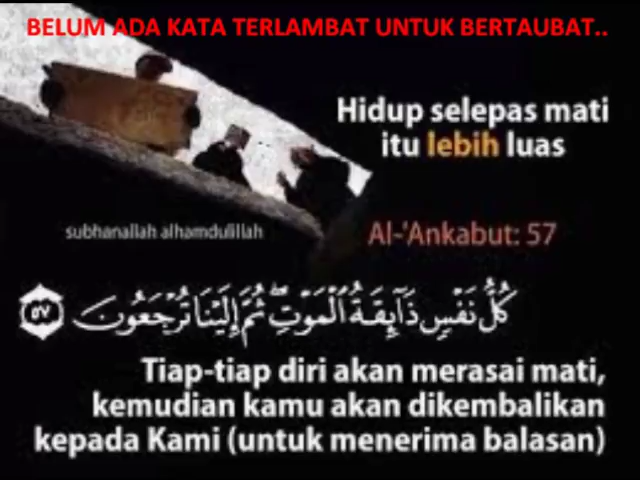 BELUM ADA KATA TERLAMBAT UNTUK BERTAUBAT..
Hidup selepas mati
itu lebih luas
subhanallah alhamdulillah
Al-'Ankabut: 57
كُلُّ نَفْسٍ ذَآئِقَةُ ٱلْمَوْتِ ۖ ثُمَّ إِلَيْنَا تُرْجَعُونَ ٥٧
Tiap-tiap diri akan merasai mati,
kemudian kamu akan dikembalikan
kepada Kami (untuk menerima balasan)